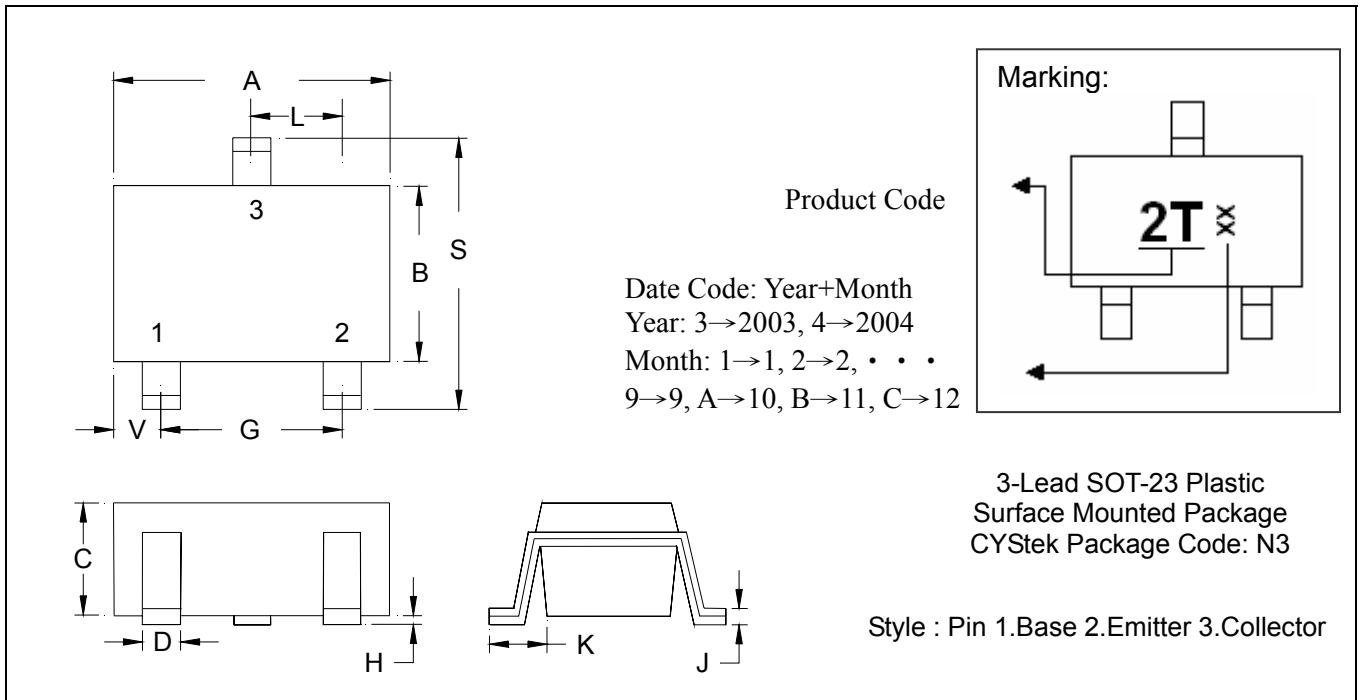 A
L
3
S
B
1
2
V
G
Product Code
Date Code: Year+Month
Year: 3→2003, 4→2004
Month: 1→1, 2→2, · · ·
9→9, A→10, B→11, C→12
Marking:
2T XX
C
D
H
K
J
3-Lead SOT-23 Plastic
Surface Mounted Package
CYStek Package Code: N3
Style : Pin 1.Base 2.Emitter 3.Collector